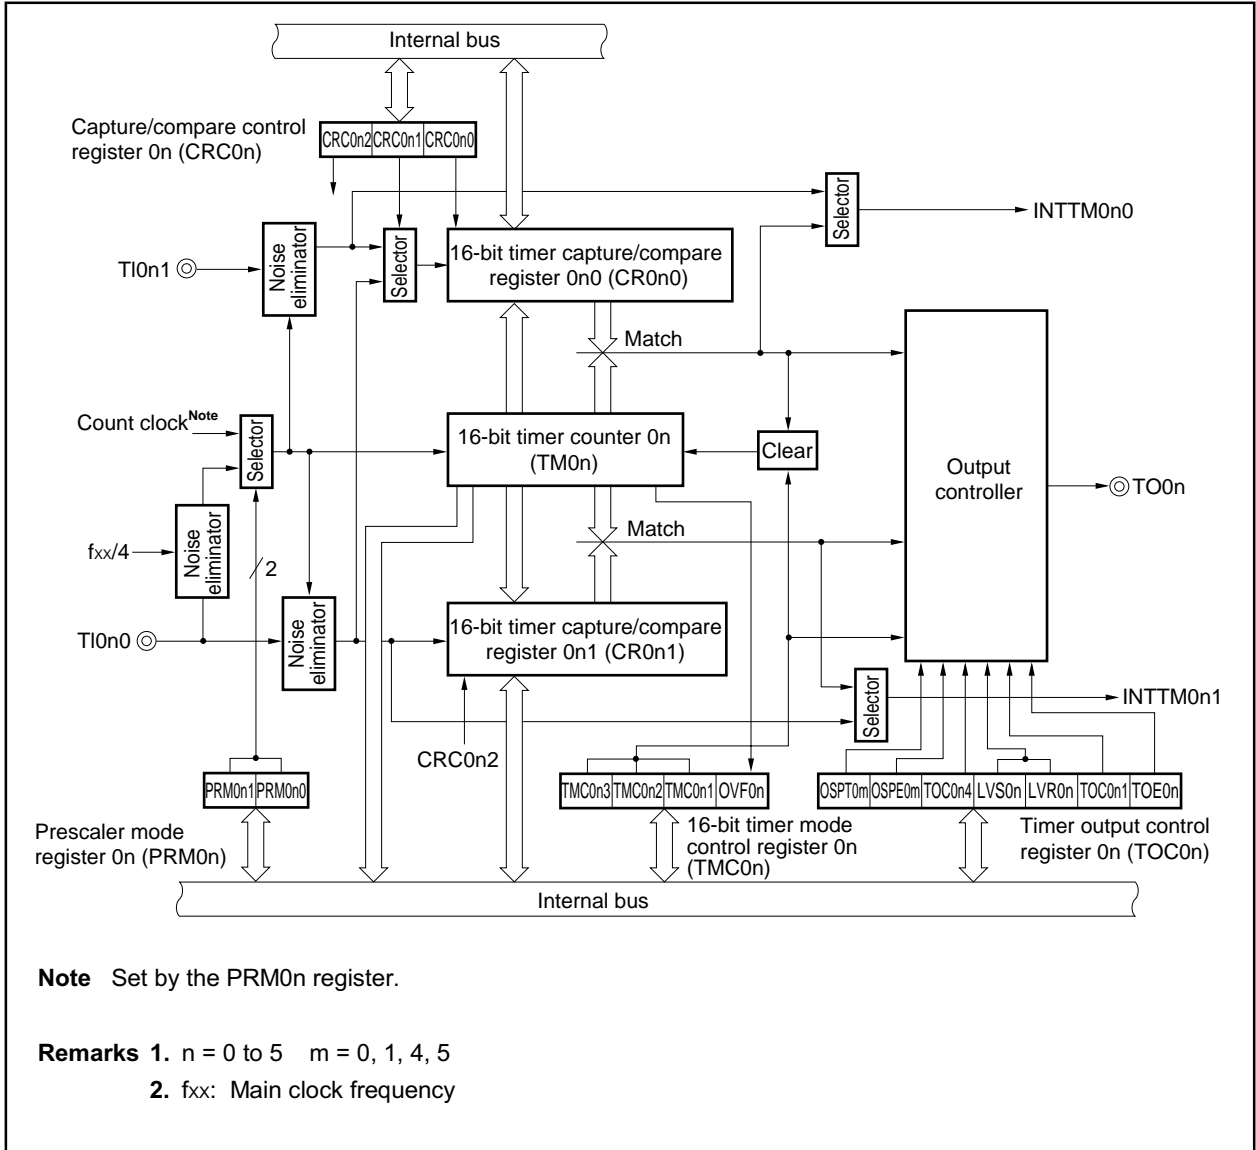 Internal bus
Capture/compare control
register 0n (CRC0n)
CRC0n2 CRC0n1 CRC0n0
Selector
INTTM0n0
Noise
eliminator
TI0n1
Selector
16-bit timer capture/compare
register 0n0 (CR0n0)
Match
Count clock Note
Selector
16-bit timer counter 0n
(TM0n)
Clear
Output
controller
TO0n
fxx/4
Noise
eliminator
2
Match
TI0n0
Noise
eliminator
16-bit timer capture/compare
register 0n1 (CR0n1)
Selector
INTTM0n1
CRC0n2
PRM0n1 PRM0n0
TMC0n3 TMC0n2 TMC0n1 OVF0n
OSPT0m OSPE0m TOC0n4 LVS0n LVR0n TOC0n1 TOE0n
Prescaler mode
register 0n (PRM0n)
16-bit timer mode
control register 0n
(TMC0n)
Timer output control
register 0n (TOC0n)
Internal bus
Note Set by the PRM0n register.
Remarks 1. n = 0 to 5 m = 0, 1, 4, 5
2. fxx: Main clock frequency